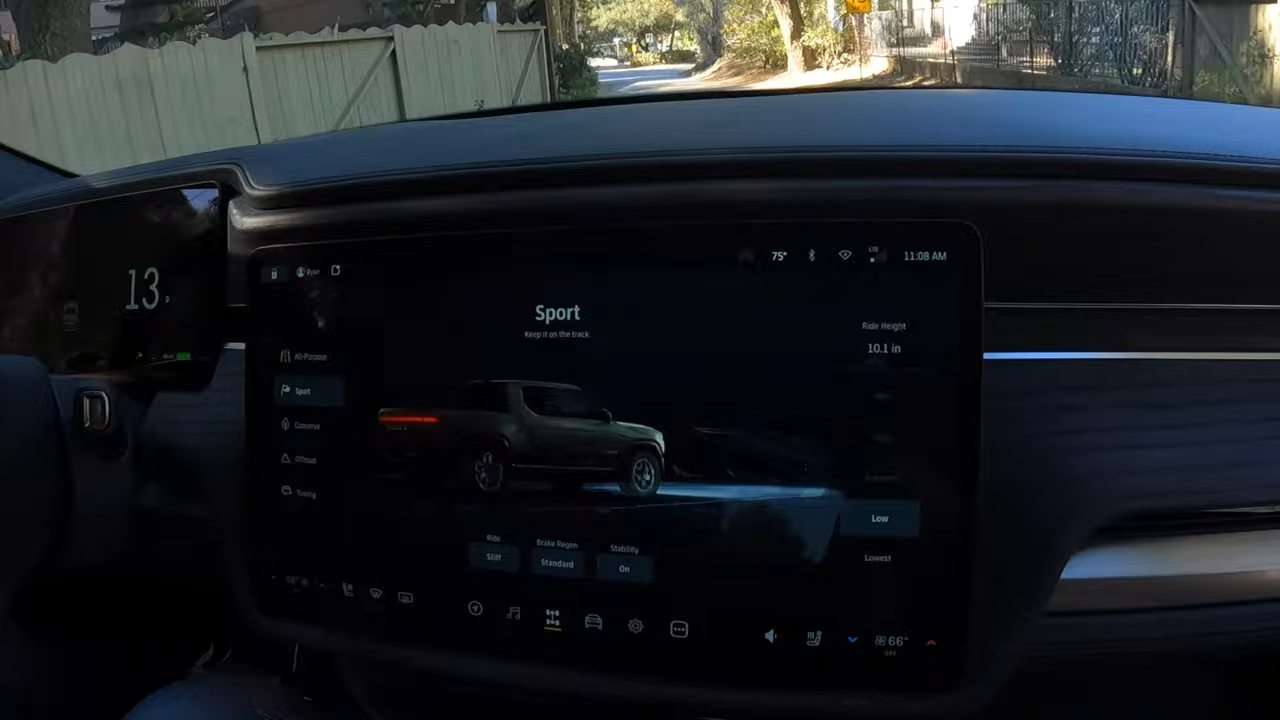 13 D
Ryan
75°
LTE
11:08 AM
Sport
Keep it on the track.
Ride Height
10.1 in
All-Purpose
Sport
Conserve
Offroad
Towing
Low
Lowest
Ride
Stiff
Brake Regen
Standard
Stability
On
66°